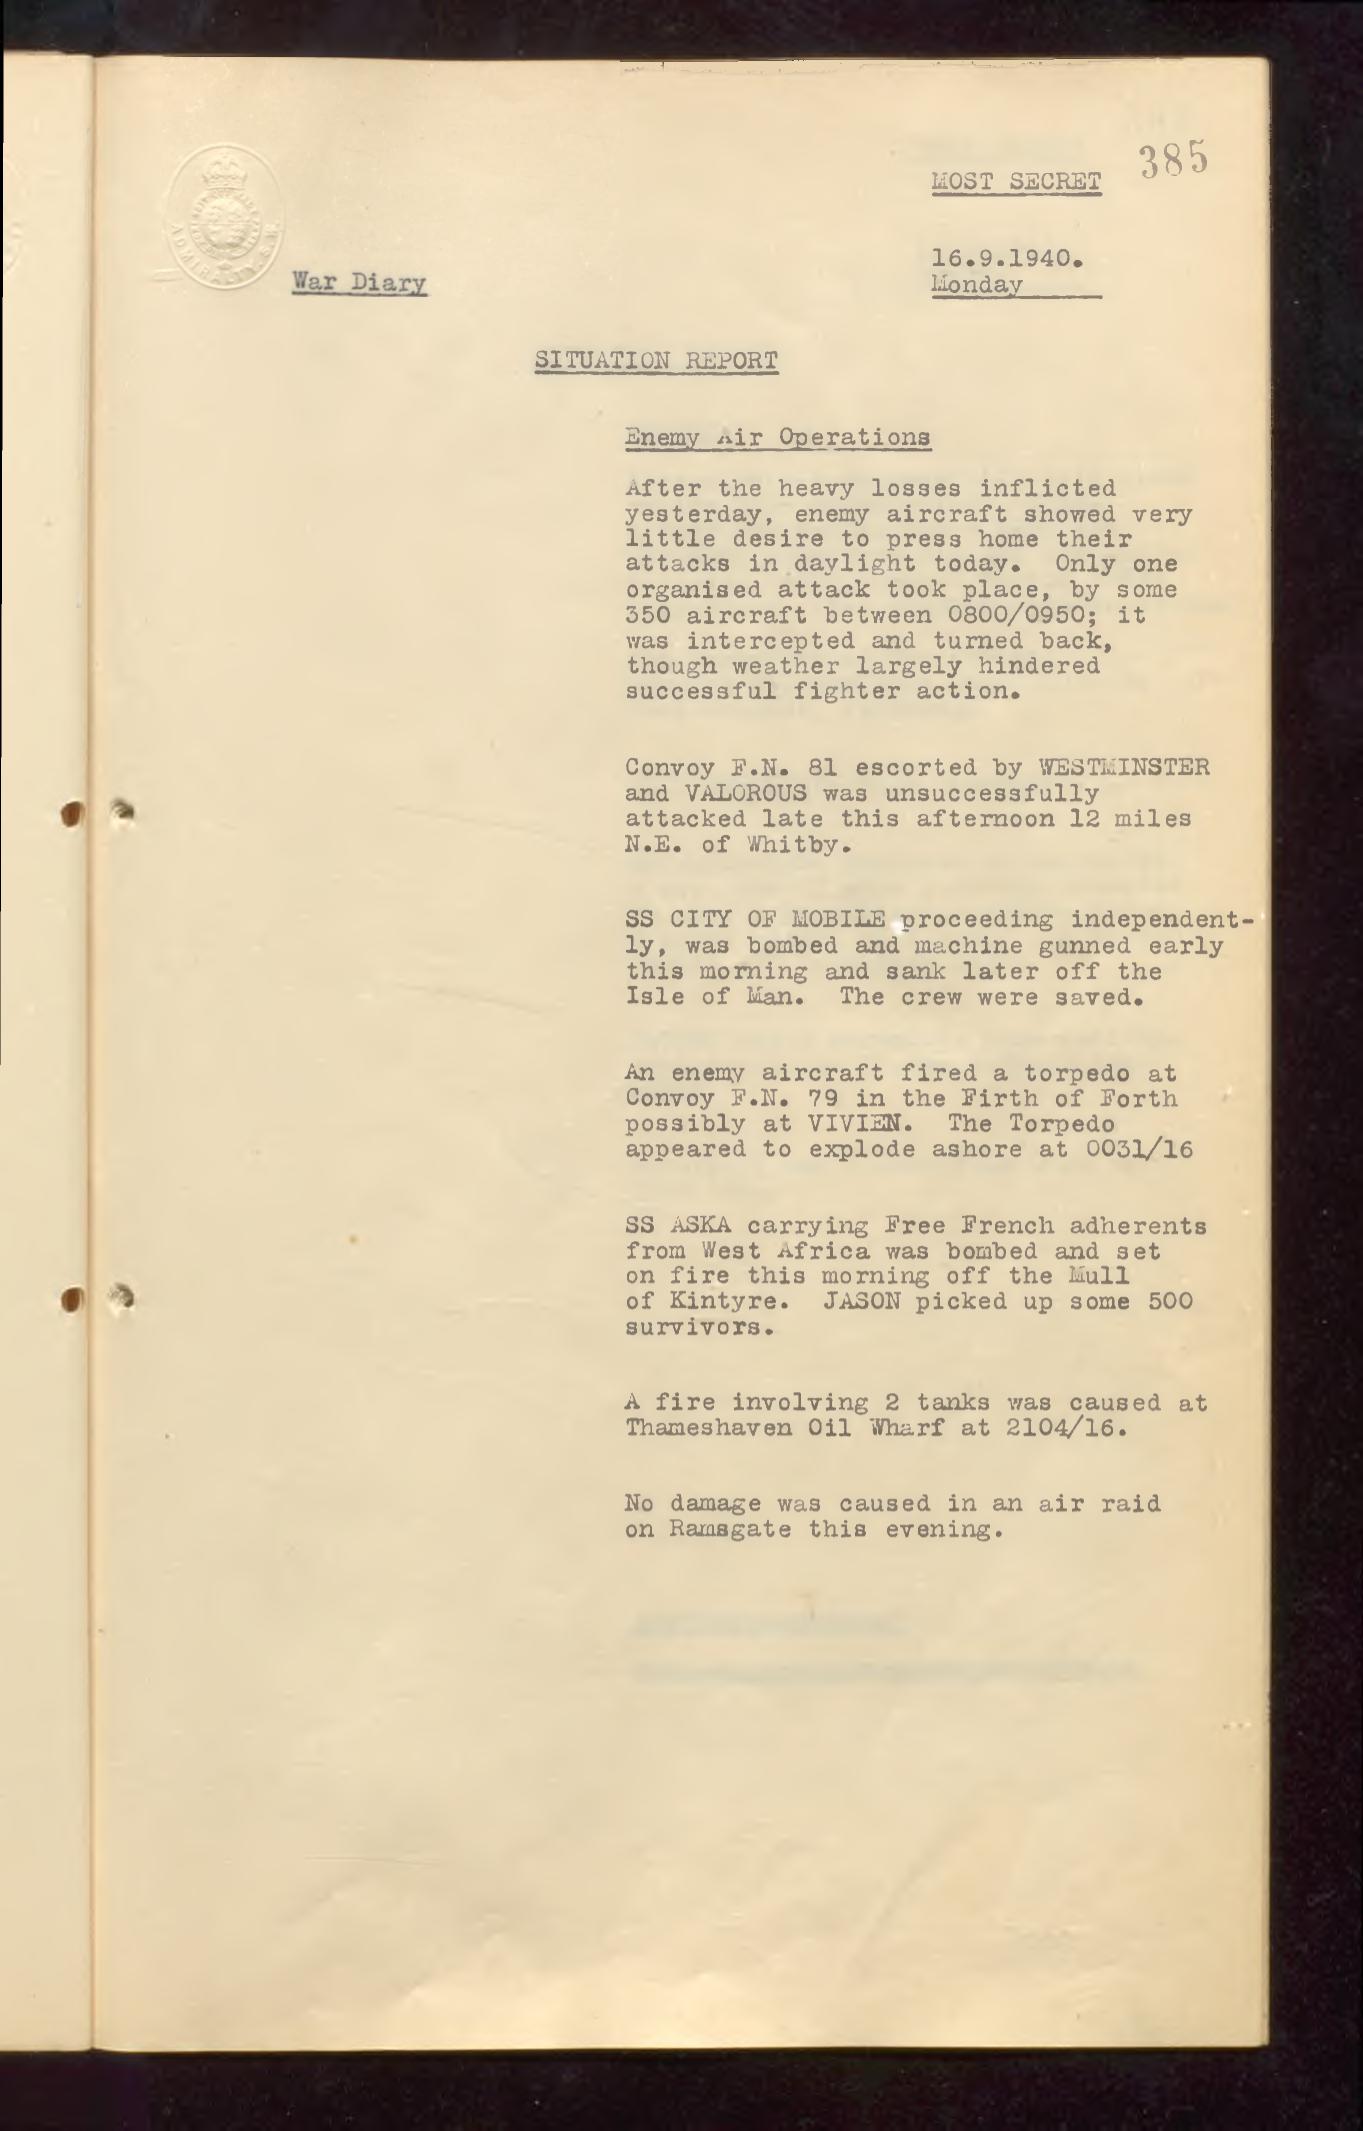 385
MOST SECRET
ADMIRALTY. S.W.
16.9.1940.
War Diary
Monday
SITUATION REPORT
Enemy Air Operations
After the heavy losses inflicted
yesterday, enemy aircraft showed very
little desire to press home their
attacks in daylight today. Only one
organised attack took place, by some
350 aircraft between 0800/0950; it
was intercepted and turned back,
though weather largely hindered
successful fighter action.
Convoy F.N. 81 escorted by WESTMINSTER
and VALOROUS was unsuccessfully
attacked late this afternoon 12 miles
N.E. of Whitby.
SS CITY OF MOBILE proceeding independent-
ly, was bombed and machine gunned early
this morning and sank later off the
Isle of Man. The crew were saved.
An enemy aircraft fired a torpedo at
Convoy F.N. 79 in the Firth of Forth
possibly at VIVIEN. The Torpedo
appeared to explode ashore at 0031/16
SS ASKA carrying Free French adherents
from West Africa was bombed and set
on fire this morning off the Mull
of Kintyre. JASON picked up some 500
survivors.
A fire involving 2 tanks was caused at
Thameshaven Oil Wharf at 2104/16.
No damage was caused in an air raid
on Ramsgate this evening.